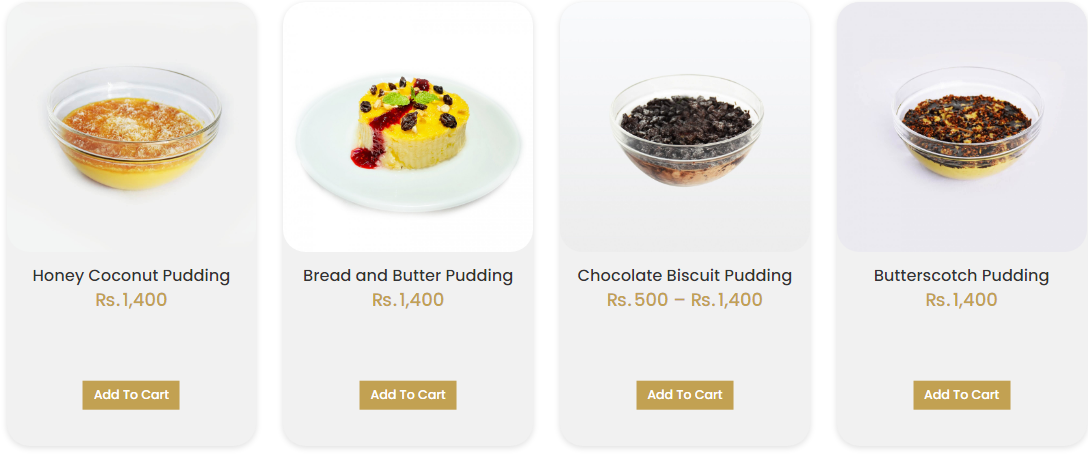 Honey Coconut Pudding
Rs.1,400
Add To Cart
Bread and Butter Pudding
Rs.1,400
Add To Cart
Chocolate Biscuit Pudding
Rs.500 – Rs.1,400
Add To Cart
Butterscotch Pudding
Rs.1,400
Add To Cart